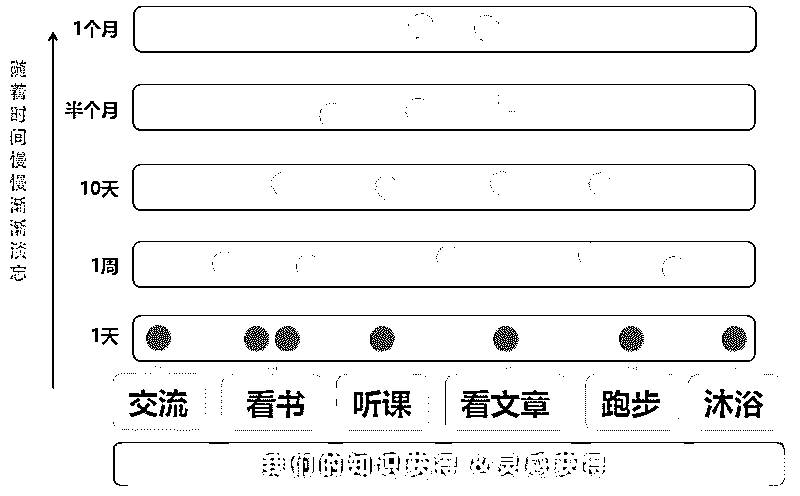 1个月
随着时间慢慢渐渐淡忘
半个月
10天
1周
1天
交流 看书 听课 看文章 跑步 沐浴
我们的知识获得 & 灵感获得